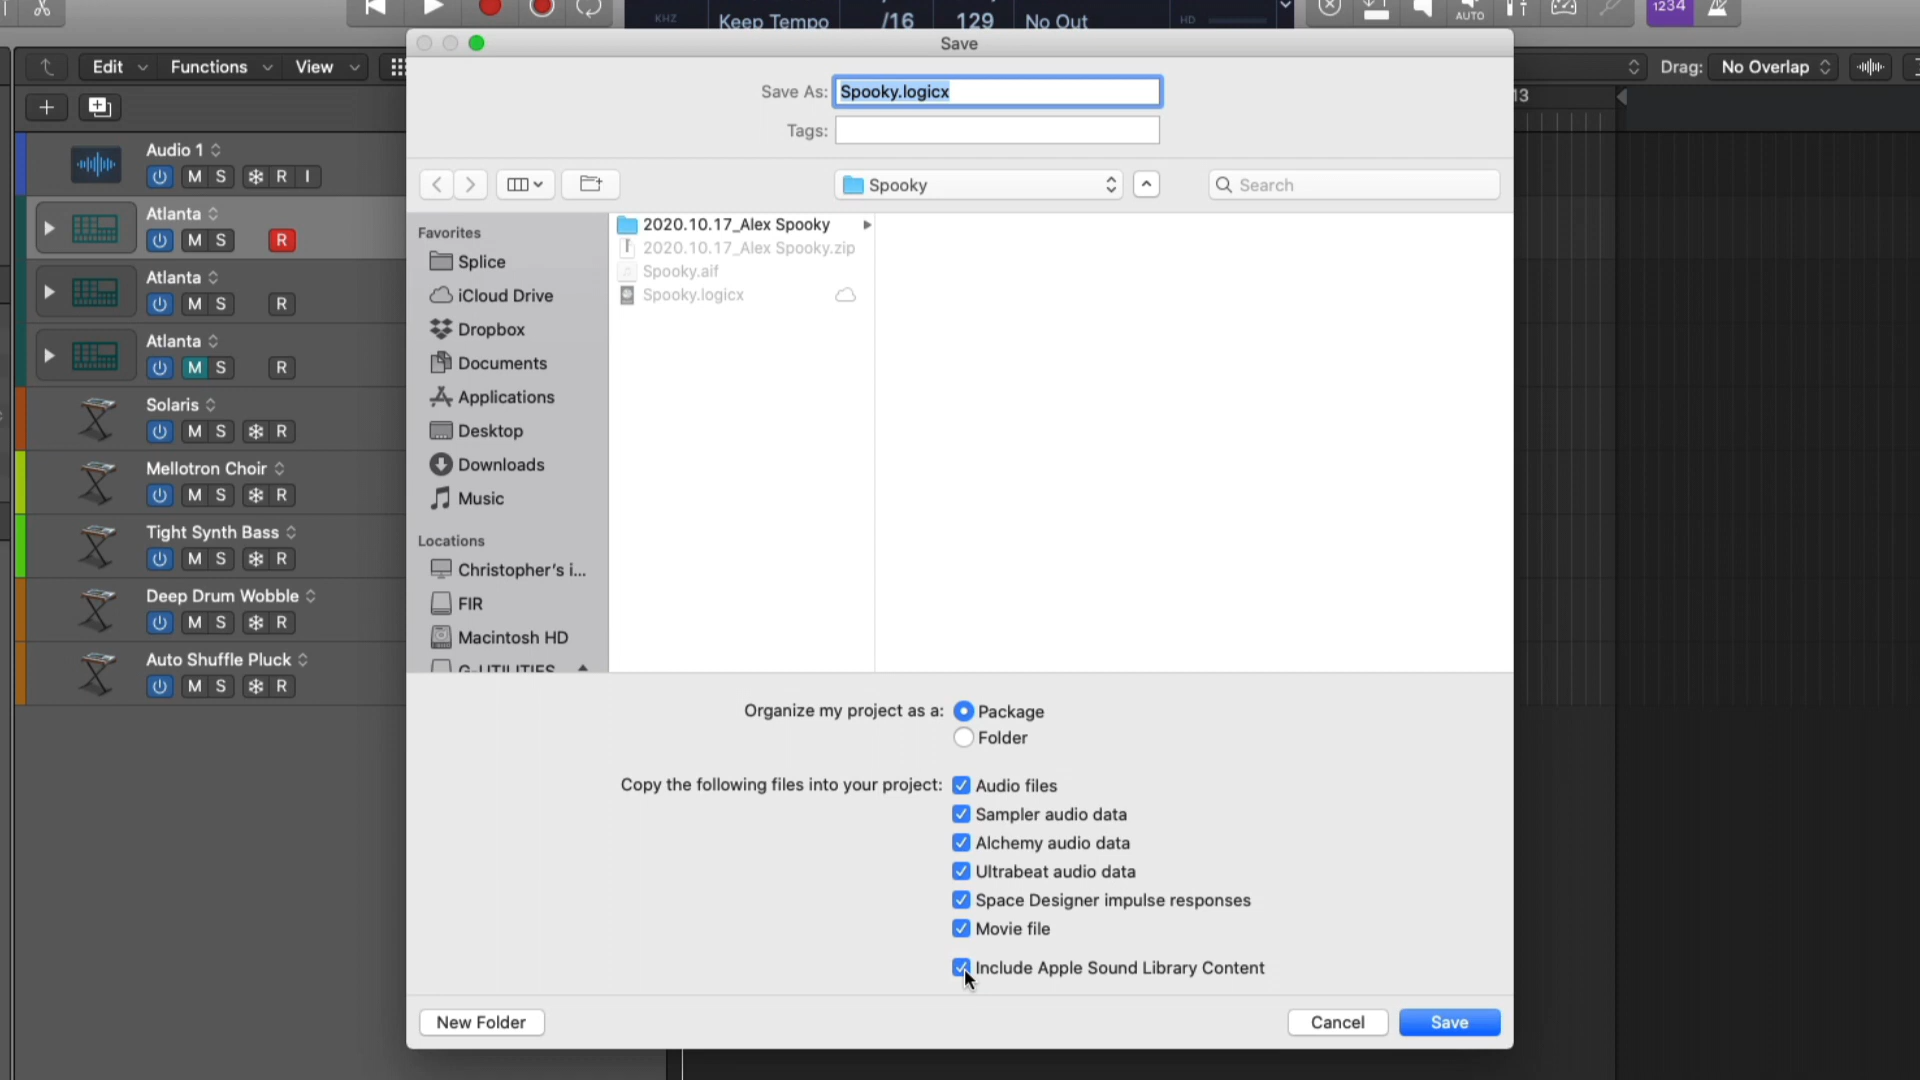 KHZ
Keep Tempo
/16
129
No Out
HD
AUTO
1234
Save
Edit
Functions
View
Drag: No Overlap
13
Save As: Spooky.logicx
Tags:
Spooky
Search
Audio 1
M S R I
Atlanta
M S R
Atlanta
M S R
Atlanta
M S R
Solaris
M S R
Mellotron Choir
M S R
Tight Synth Bass
M S R
Deep Drum Wobble
M S R
Auto Shuffle Pluck
M S R
Favorites
Splice
iCloud Drive
Dropbox
Documents
Applications
Desktop
Downloads
Music
Locations
Christopher's i...
FIR
Macintosh HD
G-UTILITIES
2020.10.17_Alex Spooky
2020.10.17_Alex Spooky.zip
Spooky.aif
Spooky.logicx
Organize my project as a: Package
Folder
Copy the following files into your project: Audio files
Sampler audio data
Alchemy audio data
Ultrabeat audio data
Space Designer impulse responses
Movie file
Include Apple Sound Library Content
New Folder
Cancel
Save